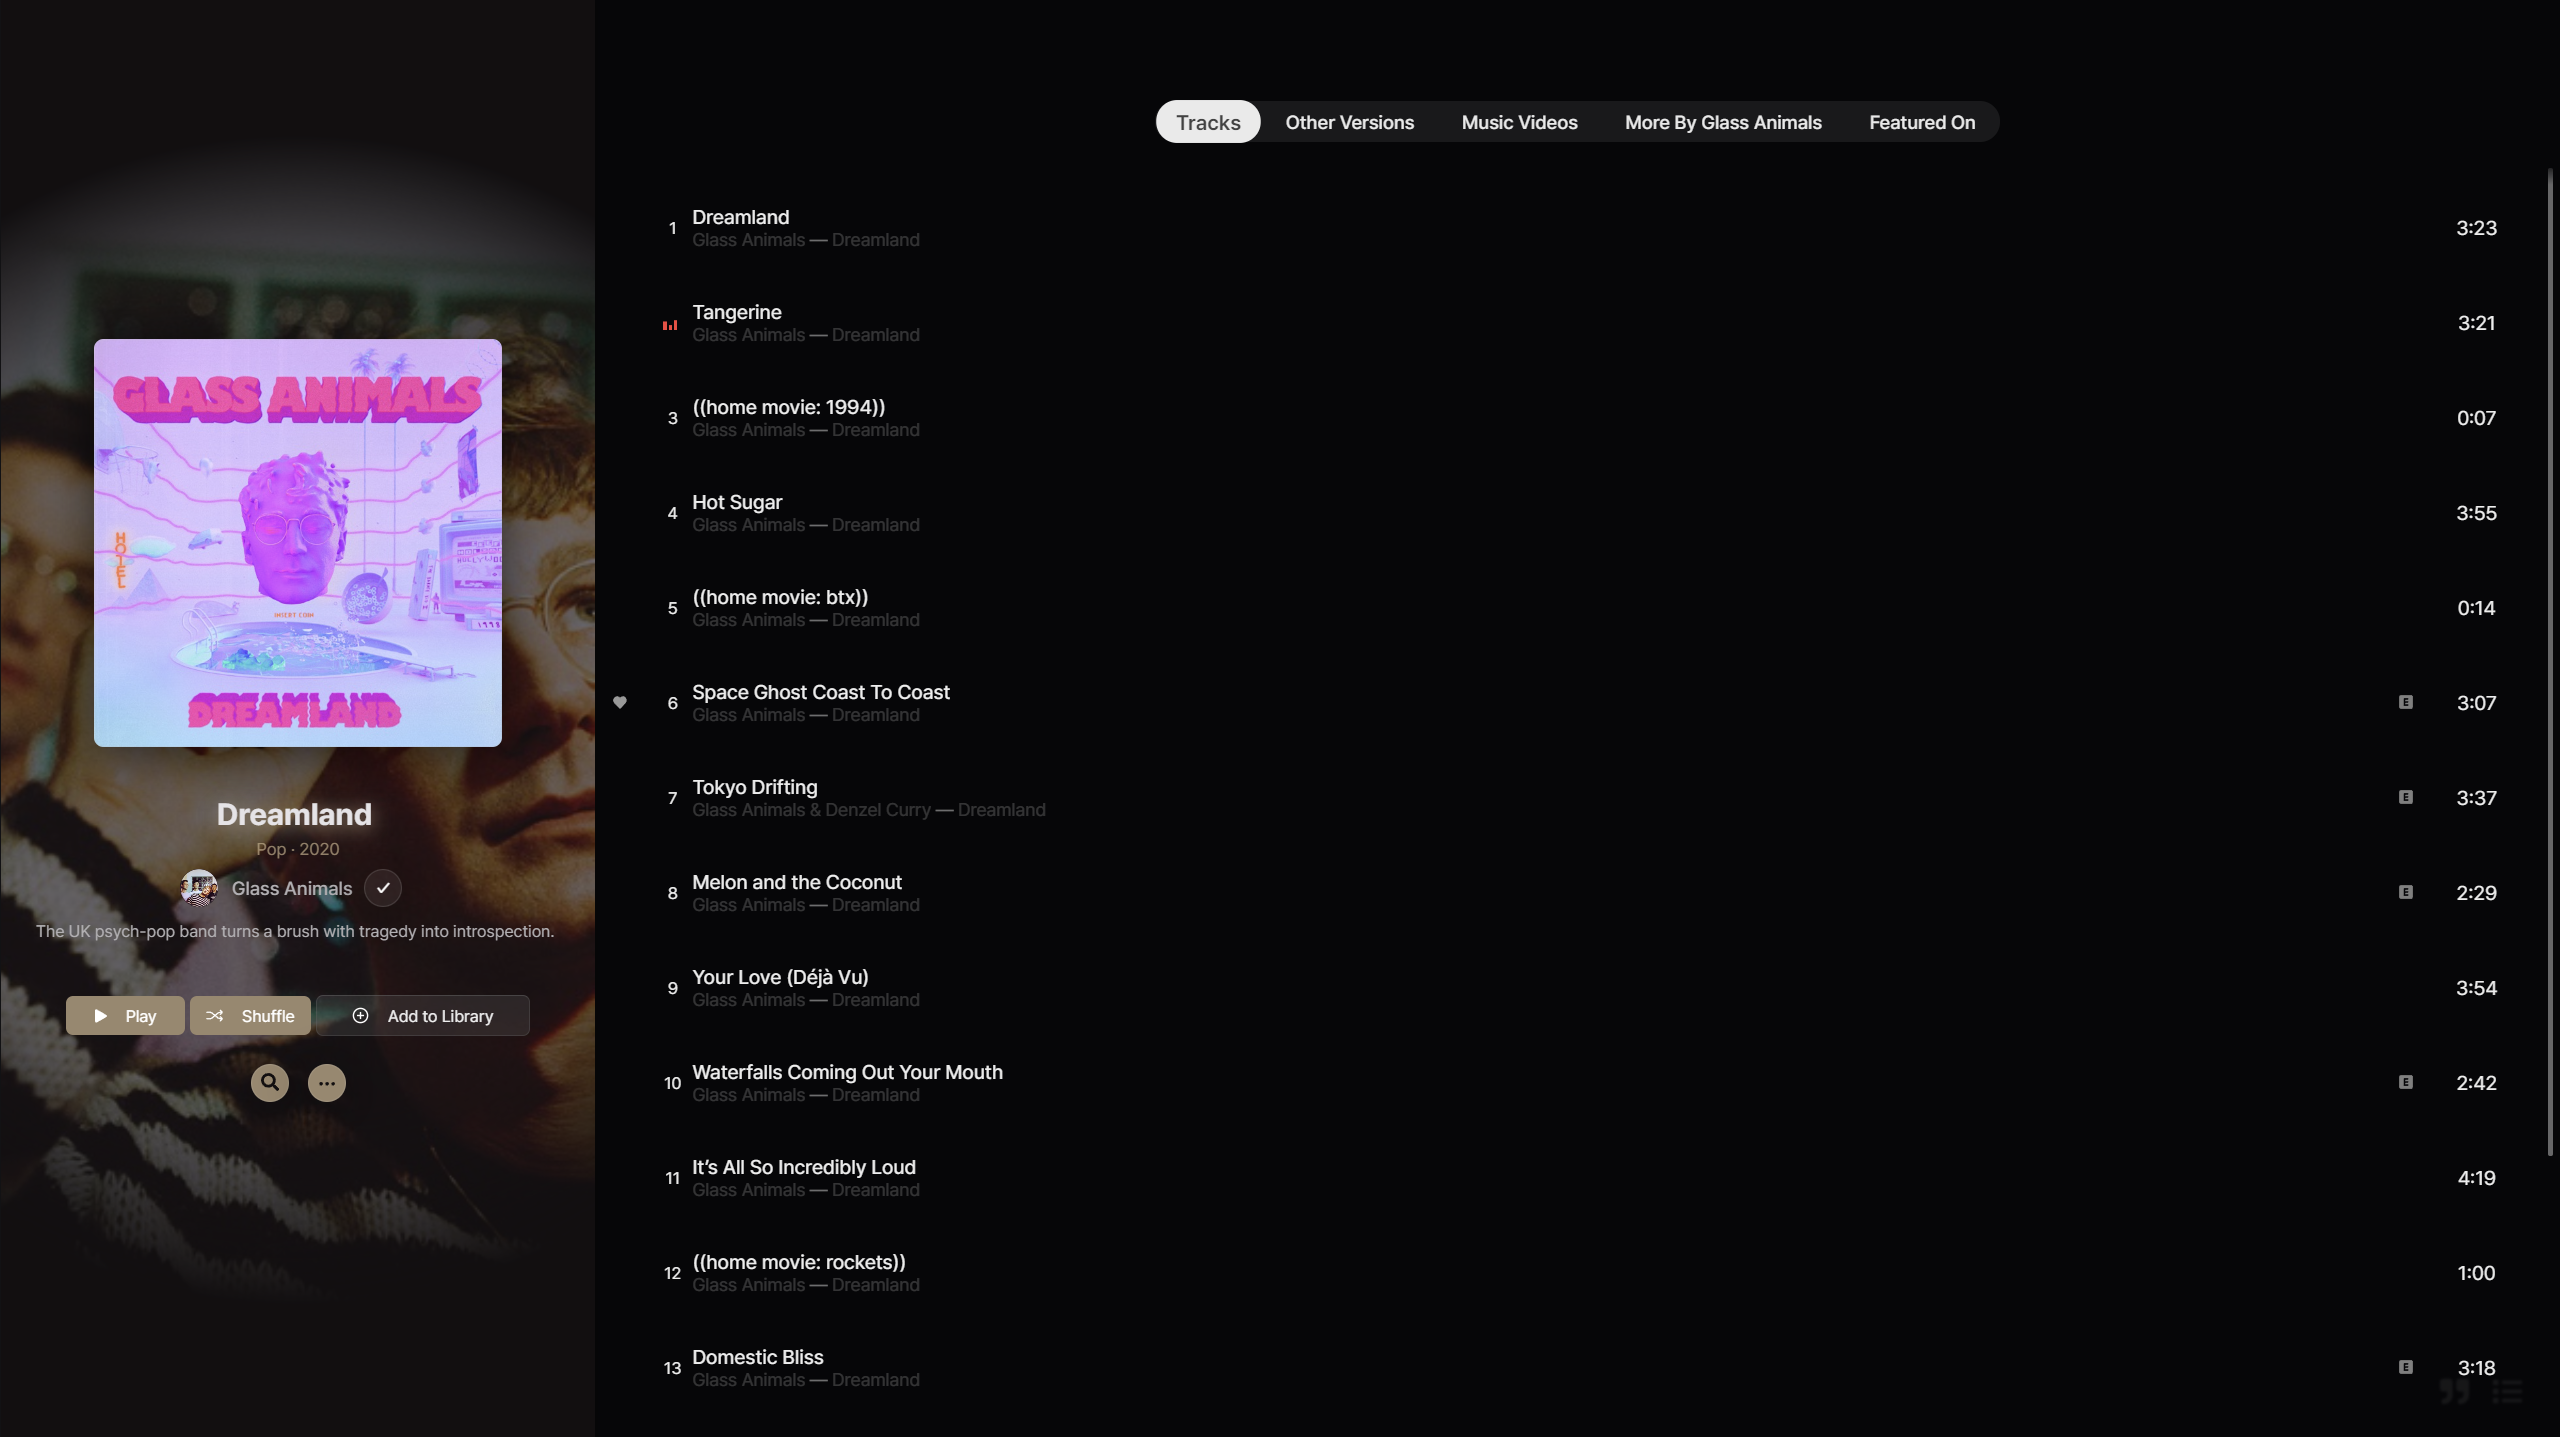 GLASS ANIMALS
HOTEL
INSERT COIN
DREAMLAND
Dreamland
Pop · 2020
Glass Animals
The UK psych-pop band turns a brush with tragedy into introspection.
Play
Shuffle
Add to Library
Tracks Other Versions Music Videos More By Glass Animals Featured On
1 Dreamland 3:23
Glass Animals — Dreamland
Tangerine 3:21
Glass Animals — Dreamland
3 ((home movie: 1994)) 0:07
Glass Animals — Dreamland
4 Hot Sugar 3:55
Glass Animals — Dreamland
5 ((home movie: btx)) 0:14
Glass Animals — Dreamland
6 Space Ghost Coast To Coast E 3:07
Glass Animals — Dreamland
7 Tokyo Drifting E 3:37
Glass Animals & Denzel Curry — Dreamland
8 Melon and the Coconut E 2:29
Glass Animals — Dreamland
9 Your Love (Déjà Vu) 3:54
Glass Animals — Dreamland
10 Waterfalls Coming Out Your Mouth E 2:42
Glass Animals — Dreamland
11 It’s All So Incredibly Loud 4:19
Glass Animals — Dreamland
12 ((home movie: rockets)) 1:00
Glass Animals — Dreamland
13 Domestic Bliss E 3:18
Glass Animals — Dreamland